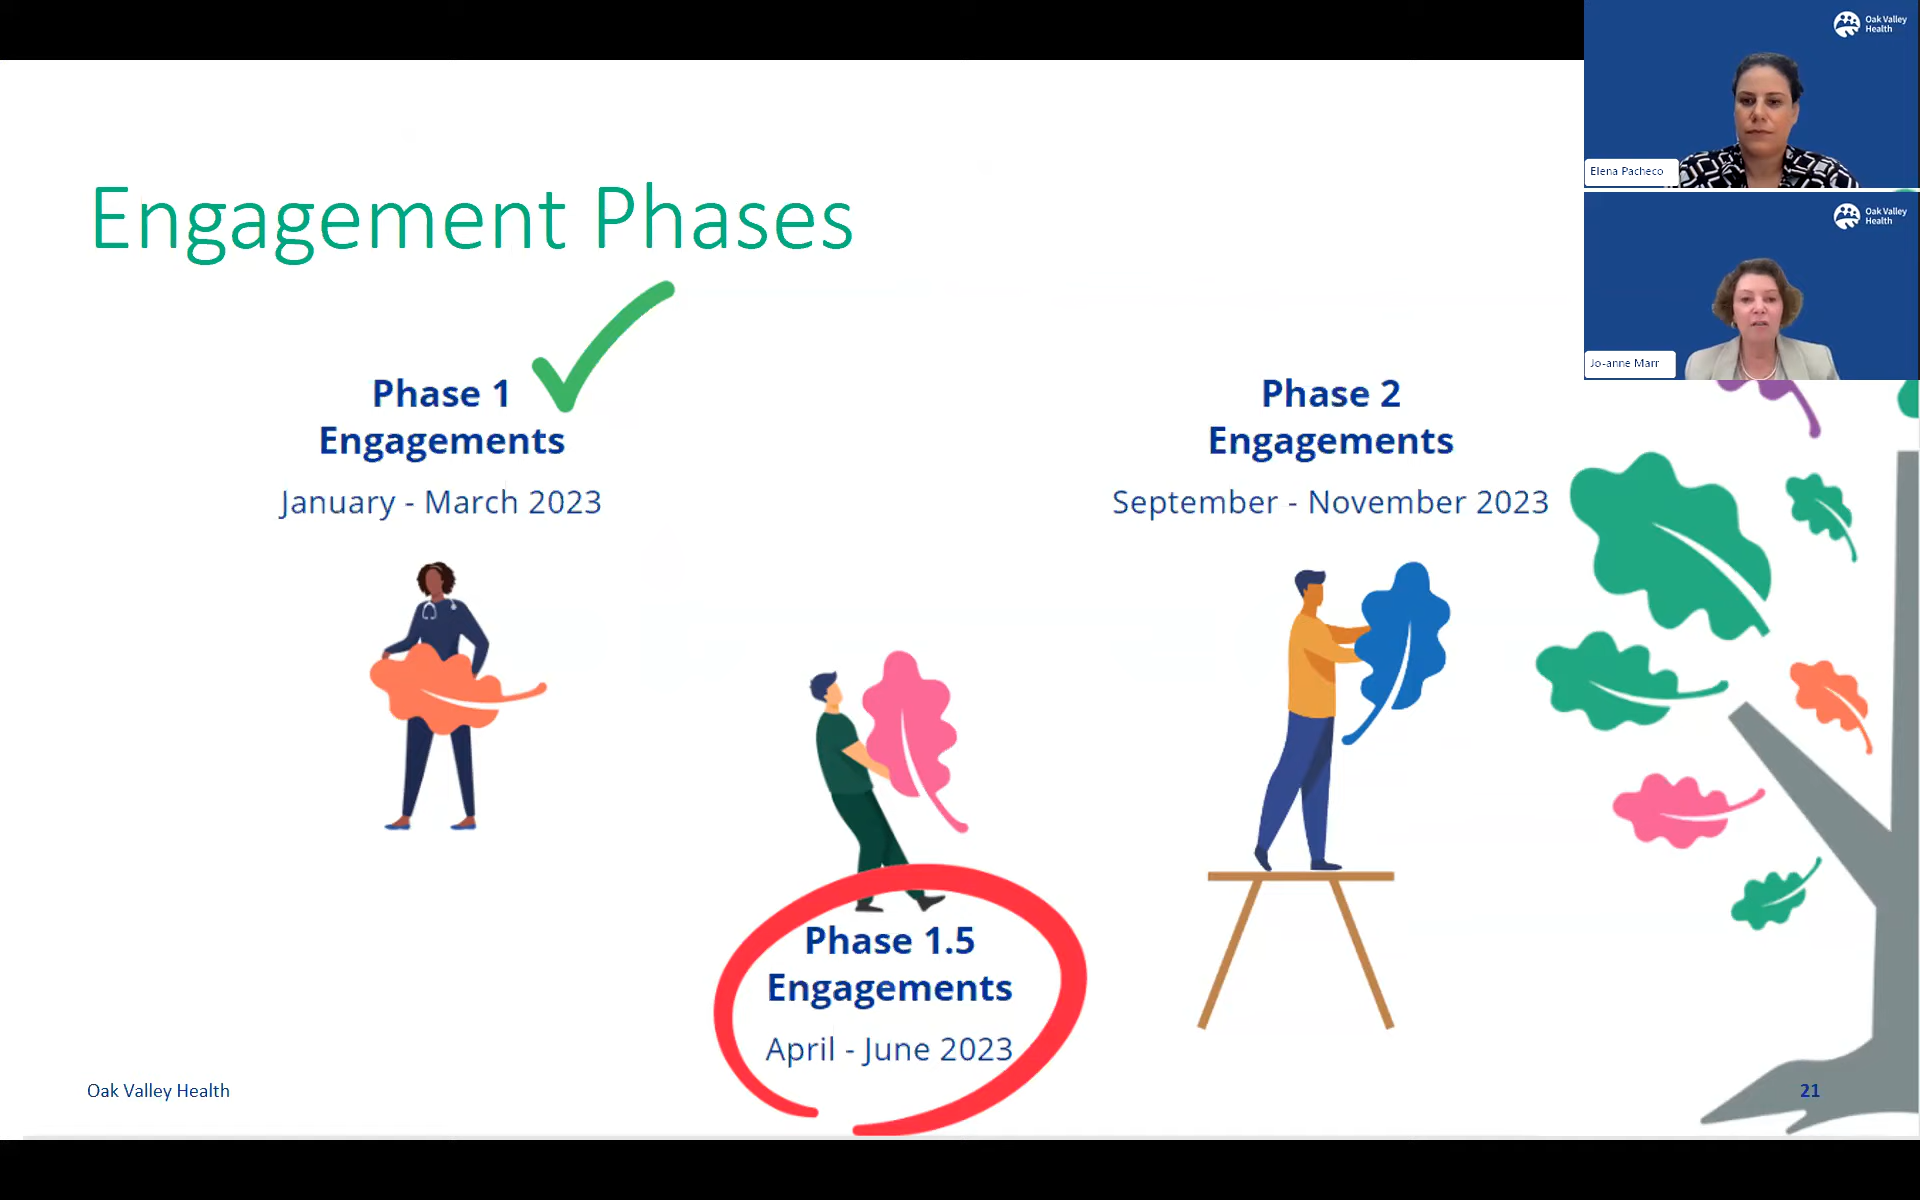 Oak Valley
Health
Elena Pacheco
Oak Valley
Health
Jo-anne Marr
Engagement Phases
Phase 1
Engagements
January - March 2023
Phase 1.5
Engagements
April - June 2023
Phase 2
Engagements
September - November 2023
Oak Valley Health
21